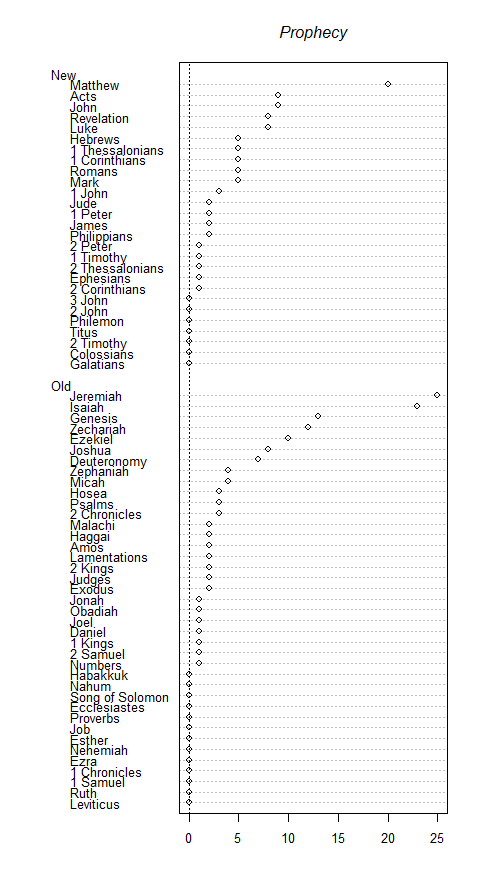 Prophecy
New
Matthew
Acts
John
Revelation
Luke
Hebrews
1 Thessalonians
1 Corinthians
Romans
Mark
1 John
Jude
1 Peter
James
Philippians
2 Peter
1 Timothy
2 Thessalonians
Ephesians
2 Corinthians
3 John
2 John
Philemon
Titus
2 Timothy
Colossians
Galatians
Old
Jeremiah
Isaiah
Genesis
Zechariah
Ezekiel
Joshua
Deuteronomy
Zephaniah
Micah
Hosea
Psalms
2 Chronicles
Malachi
Haggai
Amos
Lamentations
2 Kings
Judges
Exodus
Jonah
Obadiah
Joel
Daniel
1 Kings
2 Samuel
Numbers
Habakkuk
Nahum
Song of Solomon
Ecclesiastes
Proverbs
Job
Esther
Nehemiah
Ezra
1 Chronicles
1 Samuel
Ruth
Leviticus
0 5 10 15 20 25